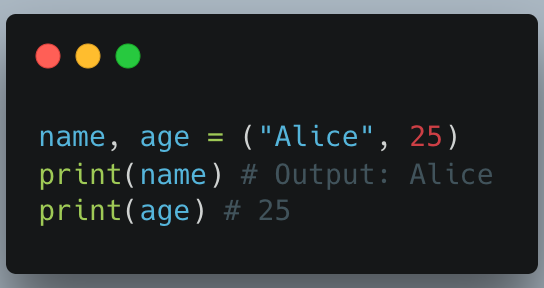 name, age = ("Alice", 25)
print(name) # Output: Alice
print(age) # 25